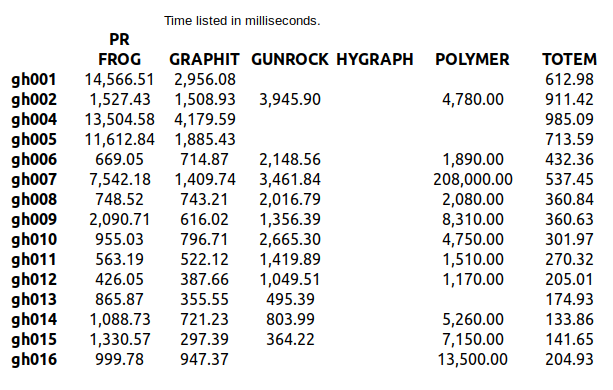 Time listed in milliseconds.
PR
FROG GRAPHIT GUNROCK HYGRAPH POLYMER TOTEM
gh001 14,566.51 2,956.08 612.98
gh002 1,527.43 1,508.93 3,945.90 4,780.00 911.42
gh004 13,504.58 4,179.59 985.09
gh005 11,612.84 1,885.43 713.59
gh006 669.05 714.87 2,148.56 1,890.00 432.36
gh007 7,542.18 1,409.74 3,461.84 208,000.00 537.45
gh008 748.52 743.21 2,016.79 2,080.00 360.84
gh009 2,090.71 616.02 1,356.39 8,310.00 360.63
gh010 955.03 796.71 2,665.30 4,750.00 301.97
gh011 563.19 522.12 1,419.89 1,510.00 270.32
gh012 426.05 387.66 1,049.51 1,170.00 205.01
gh013 865.87 355.55 495.39 174.93
gh014 1,088.73 721.23 803.99 5,260.00 133.86
gh015 1,330.57 297.39 364.22 7,150.00 141.65
gh016 999.78 947.37 13,500.00 204.93